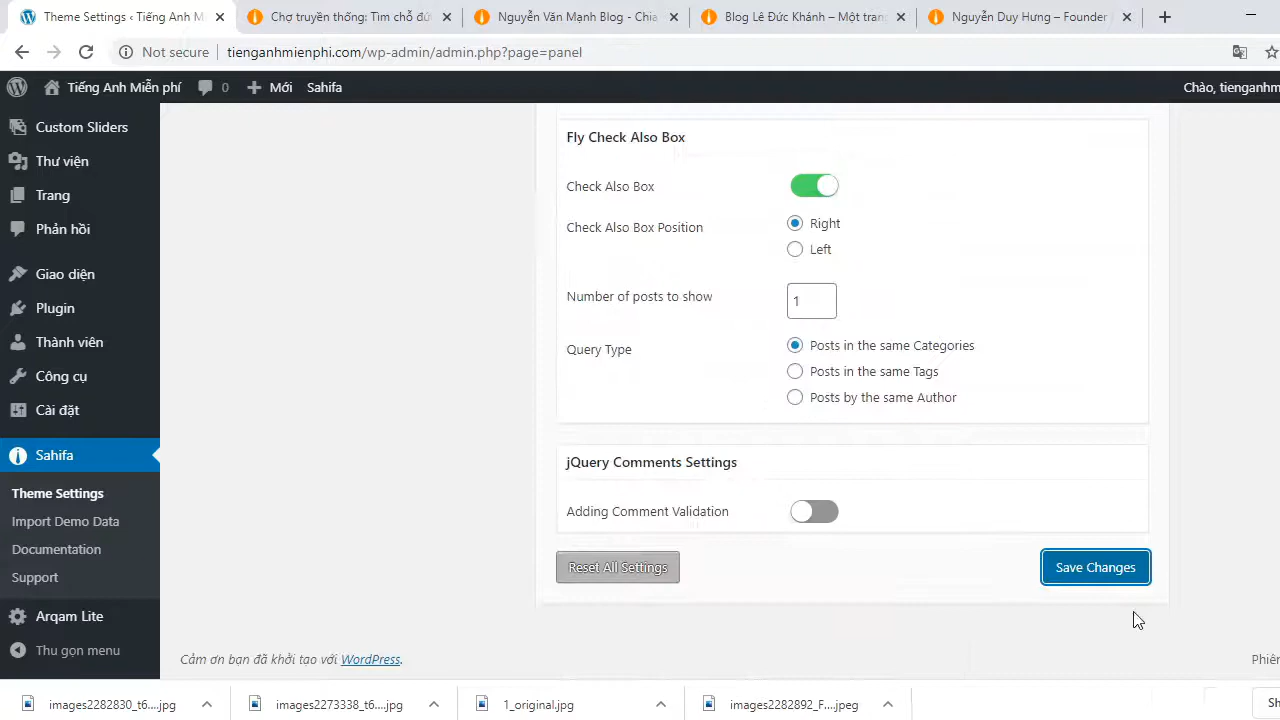 Theme Settings ‹ Tiếng Anh M
Chợ truyền thống: Tìm chỗ đứ
Nguyễn Văn Mạnh Blog - Chia
Blog Lê Đức Khánh – Một tran
Nguyễn Duy Hưng – Founder
Not secure
tienganhmienphi.com/wp-admin/admin.php?page=panel
Tiếng Anh Miễn phí
0
Mới
Sahifa
Chào, tienganhm
Custom Sliders
Thư viện
Trang
Phản hồi
Giao diện
Plugin
Thành viên
Công cụ
Cài đặt
Sahifa
Theme Settings
Import Demo Data
Documentation
Support
Arqam Lite
Thu gọn menu
Fly Check Also Box
Check Also Box
Check Also Box Position
Right
Left
Number of posts to show
1
Query Type
Posts in the same Categories
Posts in the same Tags
Posts by the same Author
jQuery Comments Settings
Adding Comment Validation
Reset All Settings
Save Changes
Cảm ơn bạn đã khởi tạo với WordPress.
Phiên
images2282830_t6....jpg
images2273338_t6....jpg
1_original.jpg
images2282892_F....jpeg
Sh